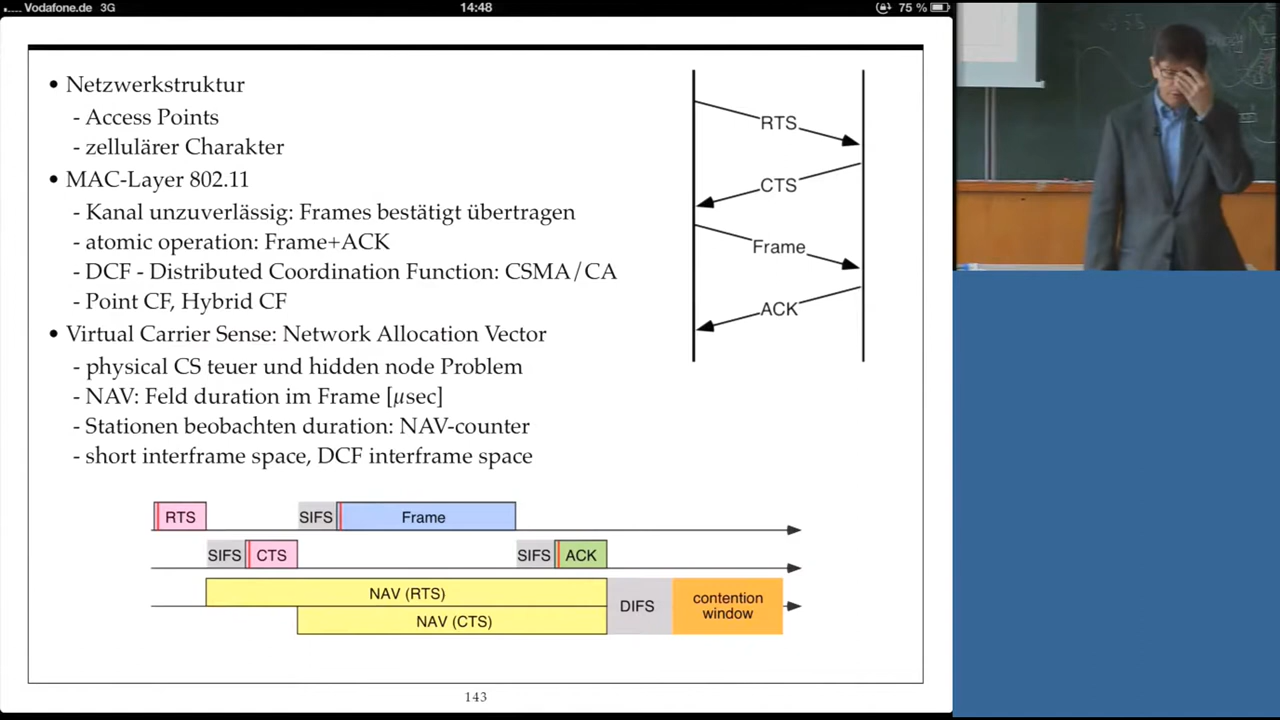 Vodafone.de 3G 14:48 75 %
• Netzwerkstruktur
- Access Points
- zellulärer Charakter
• MAC-Layer 802.11
- Kanal unzuverlässig: Frames bestätigt übertragen
- atomic operation: Frame+ACK
- DCF - Distributed Coordination Function: CSMA/CA
- Point CF, Hybrid CF
• Virtual Carrier Sense: Network Allocation Vector
- physical CS teuer und hidden node Problem
- NAV: Feld duration im Frame [μsec]
- Stationen beobachten duration: NAV-counter
- short interframe space, DCF interframe space
RTS
CTS
Frame
ACK
RTS SIFS Frame
SIFS CTS SIFS ACK
NAV (RTS)
NAV (CTS)
DIFS
contention
window
143